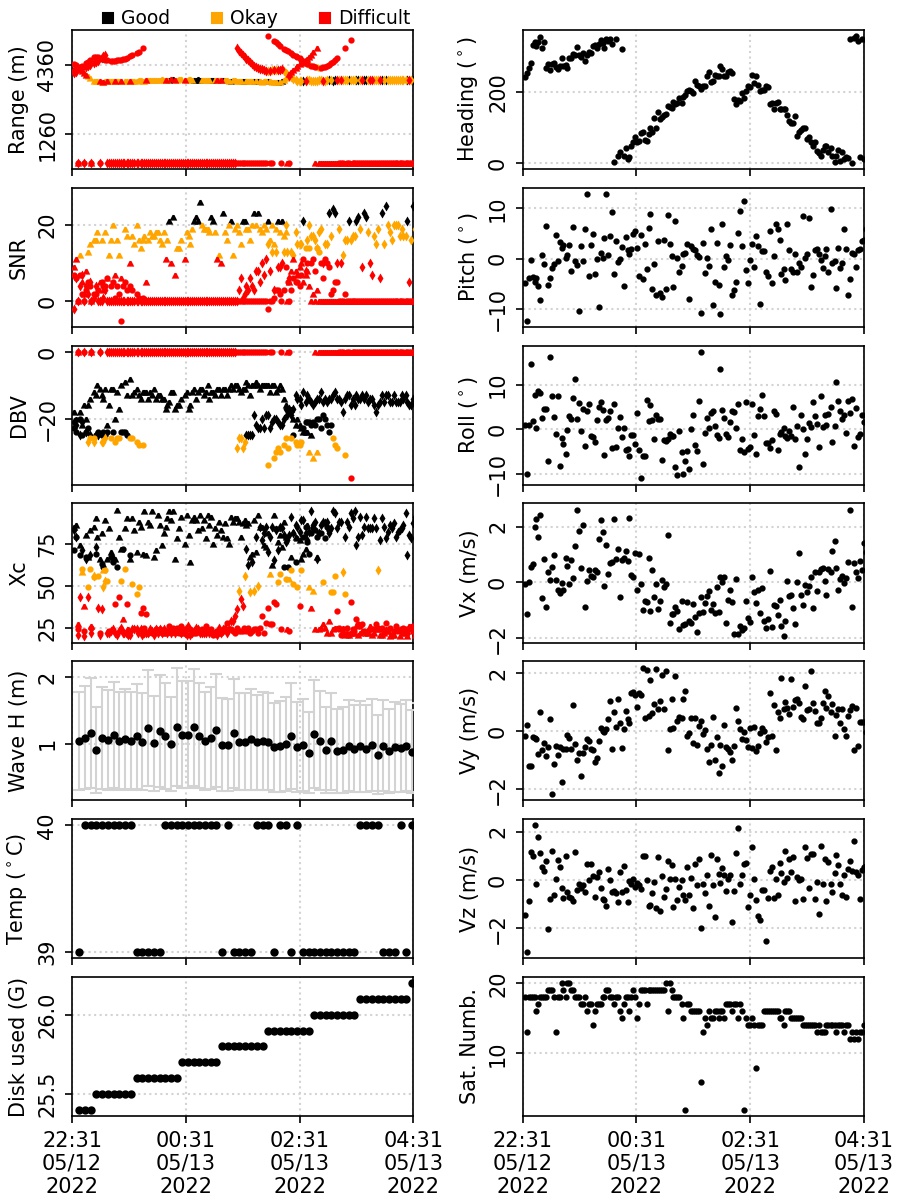 Good Okay Difficult
Range (m)
1360
1260
Heading (°)
200
0
SNR
20
0
Pitch (°)
10
0
−10
DBV
0
−20
Roll (°)
10
0
−10
Xc
75
50
25
Vx (m/s)
2
0
−2
Wave H (m)
2
1
Vy (m/s)
2
0
−2
Temp (°C)
40
39
Vz (m/s)
2
0
−2
Disk used (G)
26.0
25.5
Sat. Numb.
20
10
22:31 00:31 02:31 04:31
05/12 05/13 05/13 05/13
2022 2022 2022 2022
22:31 00:31 02:31 04:31
05/12 05/13 05/13 05/13
2022 2022 2022 2022